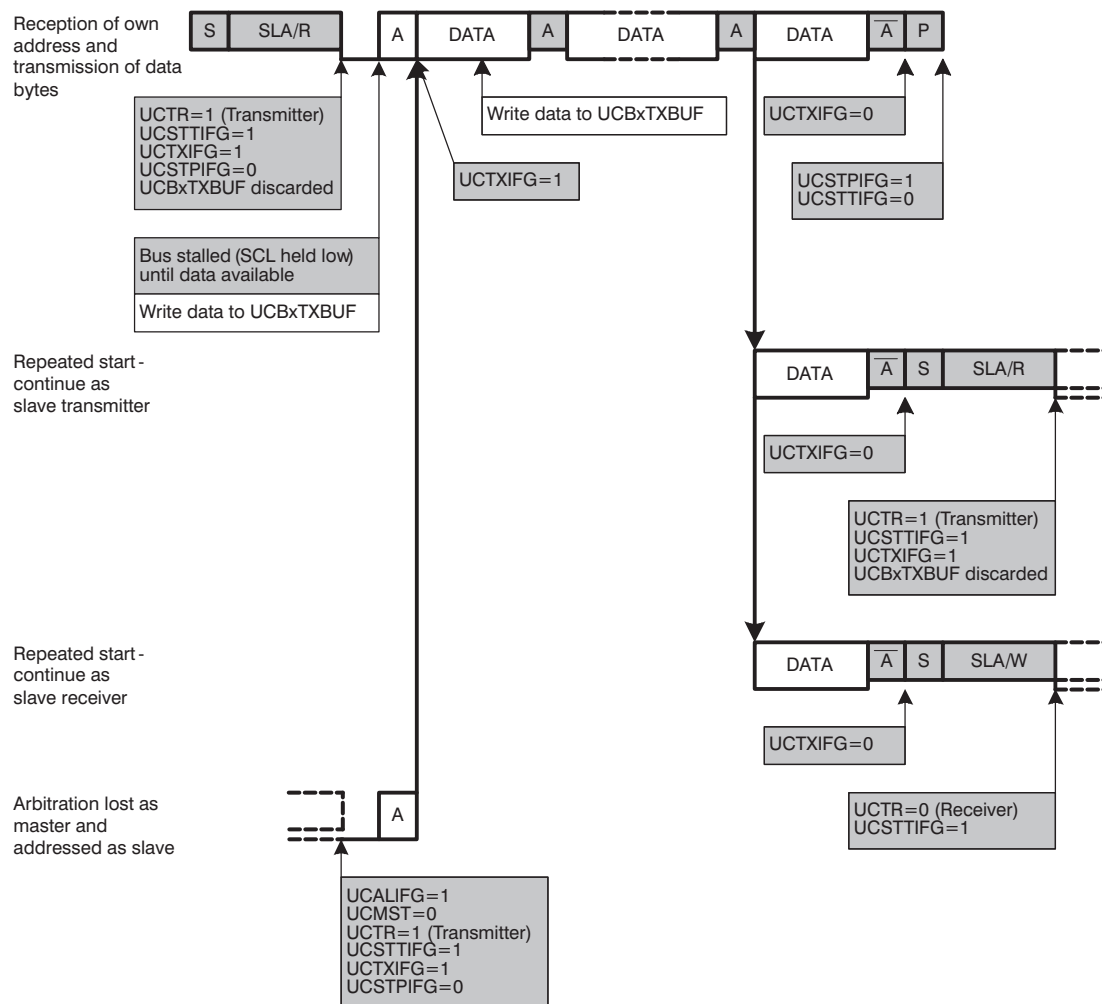 Reception of own
address and
transmission of data
bytes
S SLA/R A DATA A DATA A DATA A̅ P
UCTR=1 (Transmitter)
UCSTTIFG=1
UCTXIFG=1
UCSTPIFG=0
UCBxTXBUF discarded
Write data to UCBxTXBUF
UCTXIFG=0
UCTXIFG=1
UCSTPIFG=1
UCSTTIFG=0
Bus stalled (SCL held low)
until data available
Write data to UCBxTXBUF
Repeated start-
continue as
slave transmitter
DATA A̅ S SLA/R
UCTXIFG=0
UCTR=1 (Transmitter)
UCSTTIFG=1
UCTXIFG=1
UCBxTXBUF discarded
Repeated start-
continue as
slave receiver
DATA A̅ S SLA/W
UCTXIFG=0
UCTR=0 (Receiver)
UCSTTIFG=1
Arbitration lost as
master and
addressed as slave
A
UCALIFG=1
UCMST=0
UCTR=1 (Transmitter)
UCSTTIFG=1
UCTXIFG=1
UCSTPIFG=0